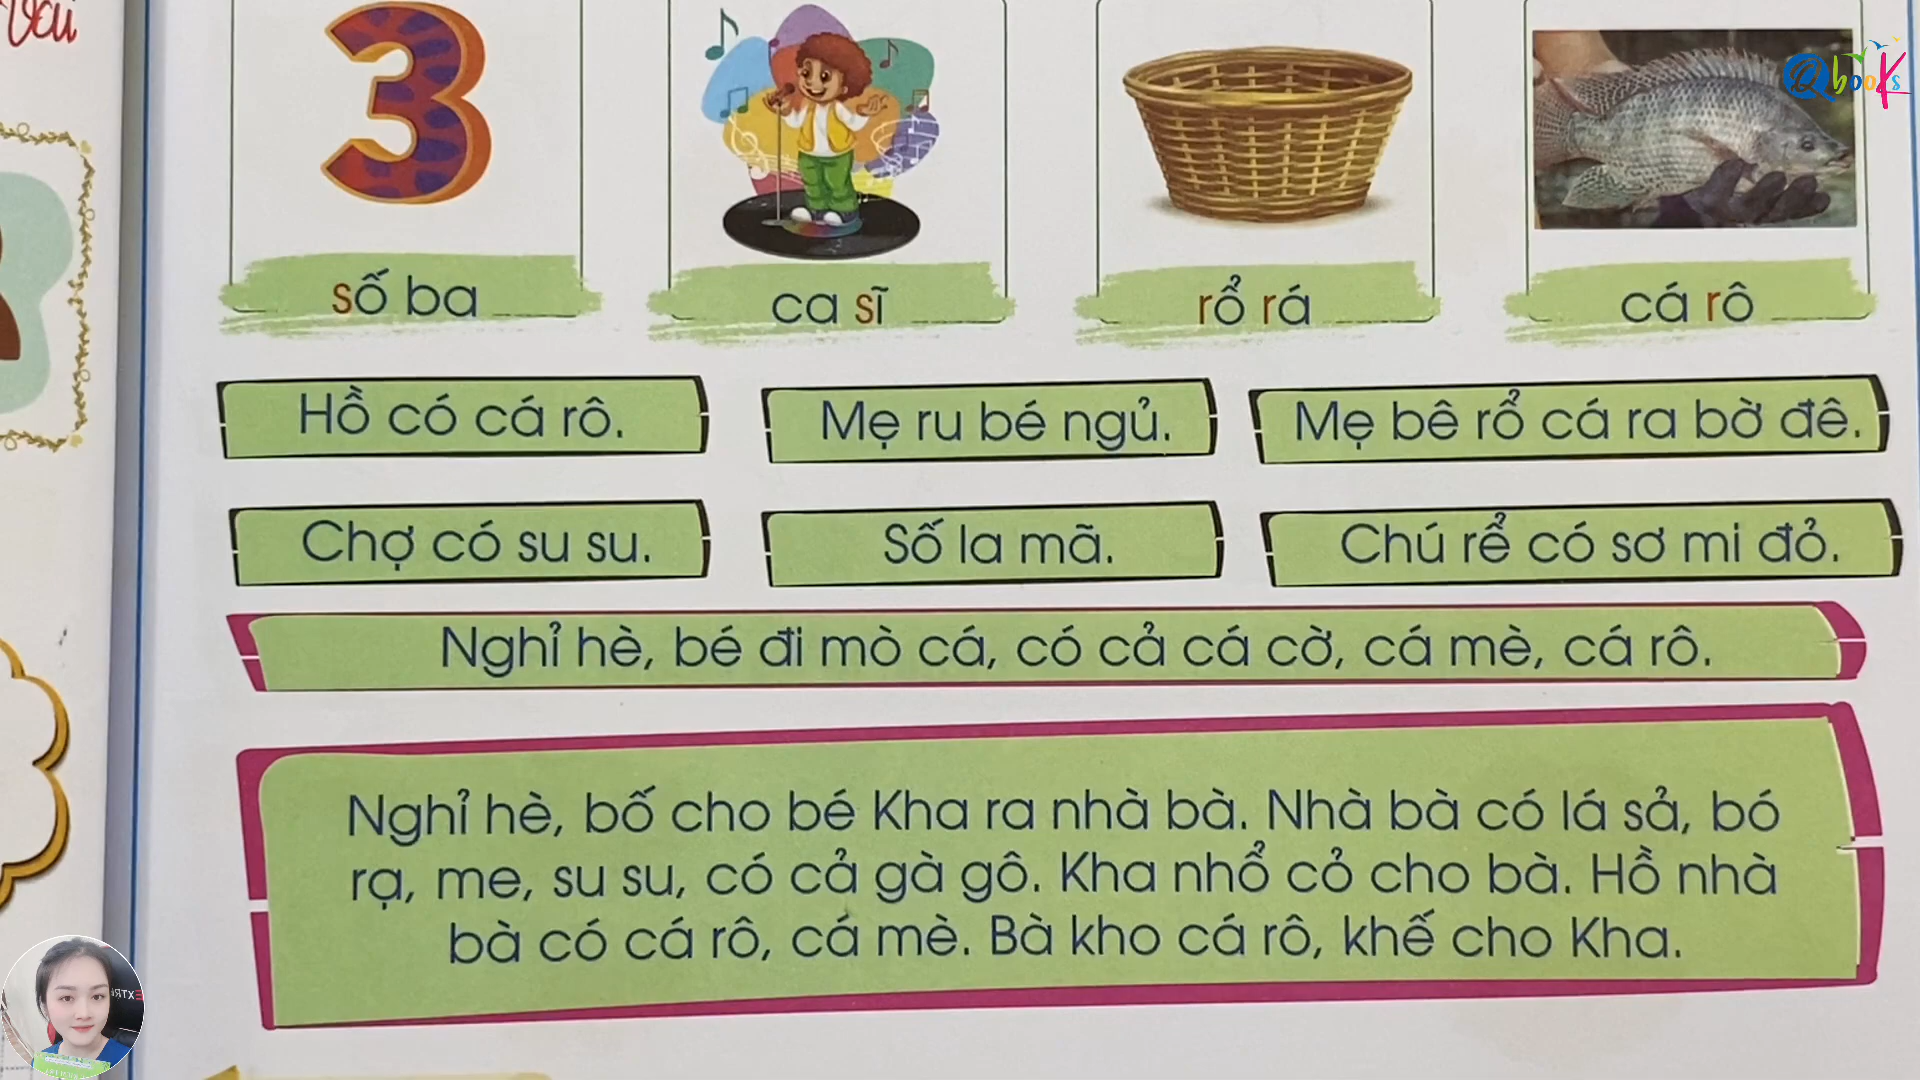 Qbooks
số ba
ca sĩ
rổ rá
cá rô
Hồ có cá rô.
Mẹ ru bé ngủ.
Mẹ bê rổ cá ra bờ đê.
Chợ có su su.
Số la mã.
Chú rể có sơ mi đỏ.
Nghỉ hè, bé đi mò cá, có cả cá cờ, cá mè, cá rô.
Nghỉ hè, bố cho bé Kha ra nhà bà. Nhà bà có lá sả, bó
rạ, me, su su, có cả gà gô. Kha nhổ cỏ cho bà. Hồ nhà
bà có cá rô, cá mè. Bà kho cá rô, khế cho Kha.